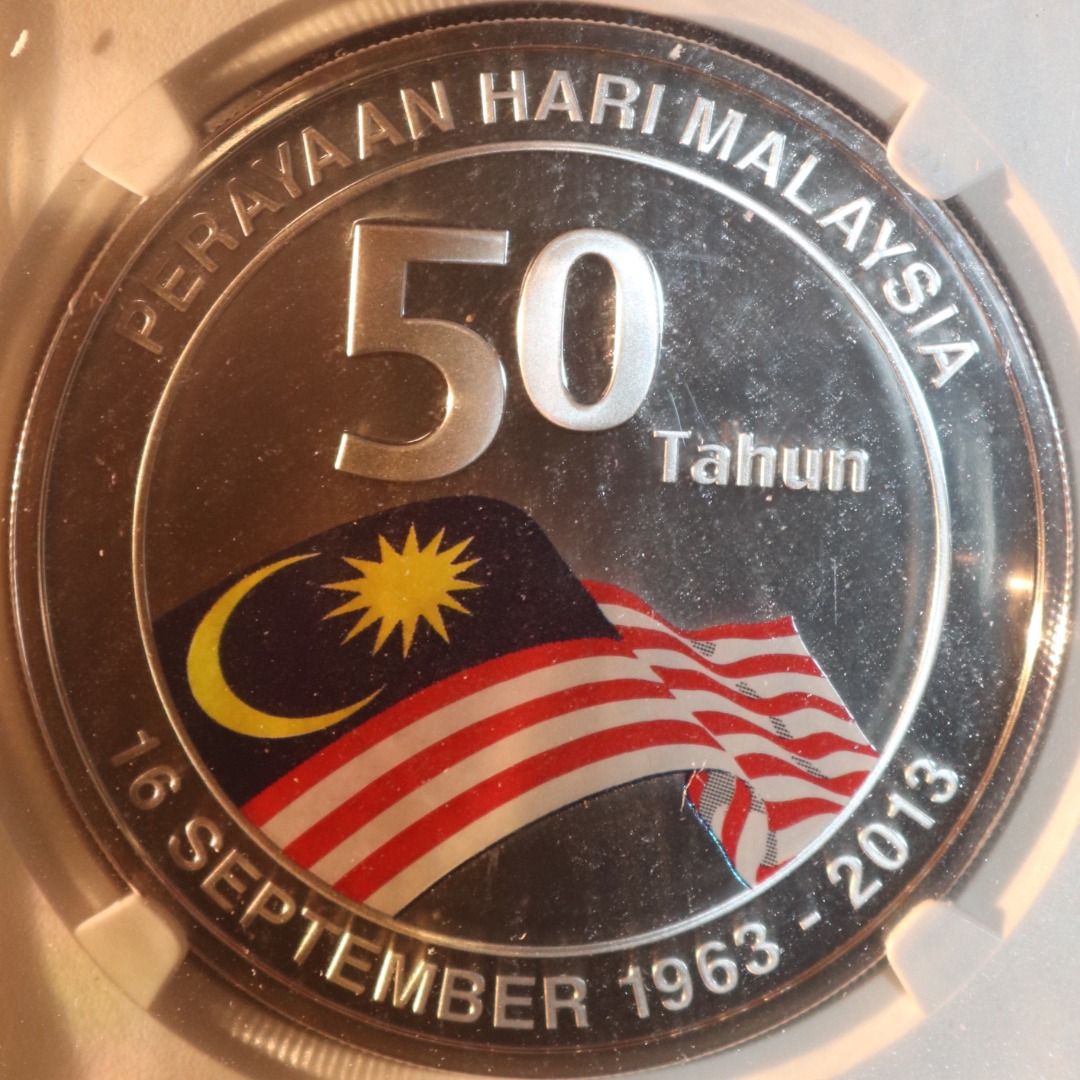 PERAYAAN HARI MALAYSIA
50
Tahun
16 SEPTEMBER 1963 - 2013